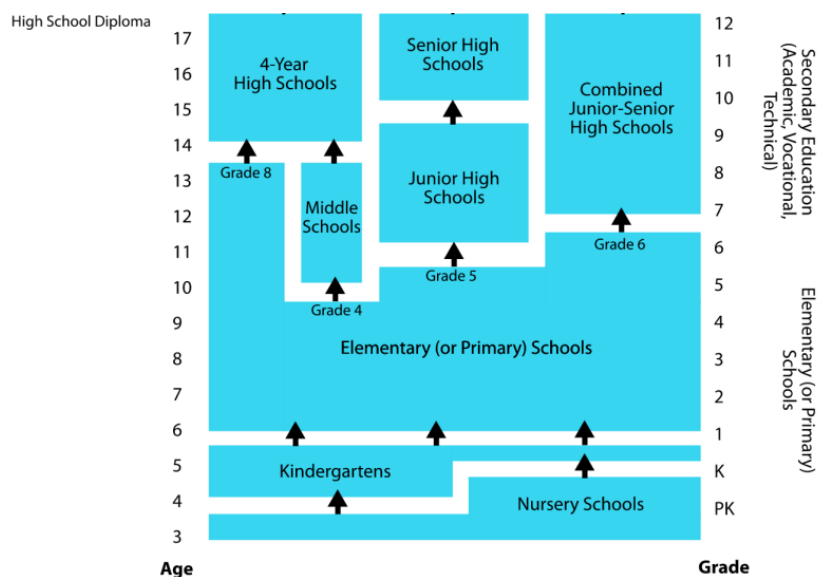 High School Diploma
17
16
15
14
13
12
11
10
9
8
7
6
5
4
3
Age
4-Year
High Schools
Grade 8
Middle
Schools
Grade 4
Senior High
Schools
Junior High
Schools
Grade 5
Combined
Junior-Senior
High Schools
Grade 6
Elementary (or Primary) Schools
Kindergartens
Nursery Schools
12
11
10
9
8
7
6
5
4
3
2
1
K
PK
Grade
Secondary Education
(Academic, Vocational,
Technical)
Elementary (or Primary)
Schools